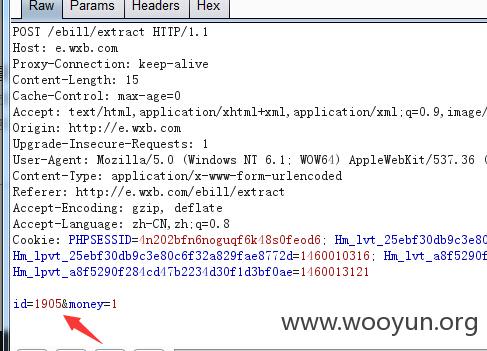 Raw Params Headers Hex
POST /ebill/extract HTTP/1.1
Host: e.wxb.com
Proxy-Connection: keep-alive
Content-Length: 15
Cache-Control: max-age=0
Accept: text/html,application/xhtml+xml,application/xml;q=0.9,image/
Origin: http://e.wxb.com
Upgrade-Insecure-Requests: 1
User-Agent: Mozilla/5.0 (Windows NT 6.1; WOW64) AppleWebKit/537.36 (
Content-Type: application/x-www-form-urlencoded
Referer: http://e.wxb.com/ebill/extract
Accept-Encoding: gzip, deflate
Accept-Language: zh-CN,zh;q=0.8
Cookie: PHPSESSID=4n202bfn6noguqf6k48s0feod6; Hm_lvt_25ebf30db9c3e80
Hm_lpvt_25ebf30db9c3e80c6f32a829fae8772d=1460010316; Hm_lvt_a8f5290f
Hm_lpvt_a8f5290f284cd47b2234d30f1d3bf0ae=1460013121
id=1905&money=1
www.wooyun.org